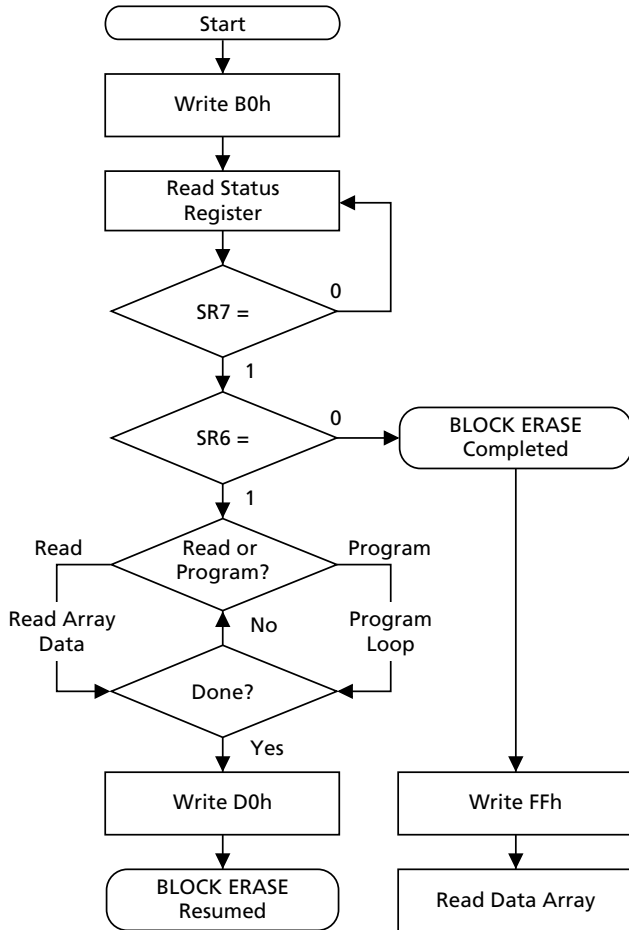 Start
Write B0h
Read Status
Register
0
SR7 =
1
0
SR6 =
BLOCK ERASE
Completed
1
Read
Read or
Program?
Program
Read Array
Data
No
Program
Loop
Done?
Yes
Write D0h
Write FFh
BLOCK ERASE
Resumed
Read Data Array